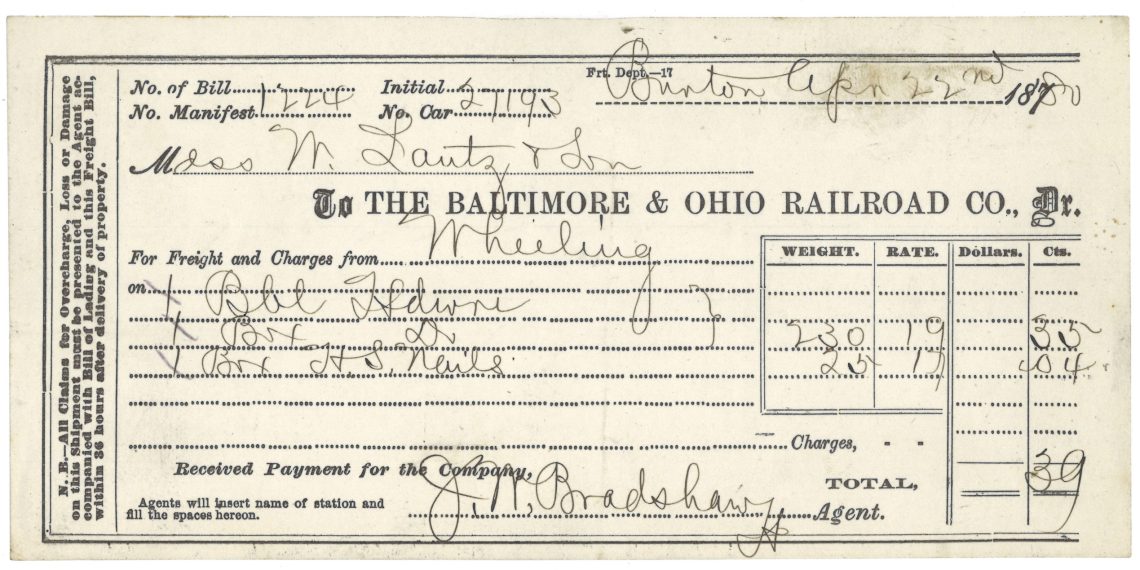 N. B.—All Claims for Overcharge, Loss or Damage
on this Shipment must be presented to the Agent ac-
companied with Bill of Lading and this Freight Bill,
within 36 hours after delivery of property.
Frt. Dept.—17
No. of Bill 1224 Initial
No. Manifest No. Car 27193
Burton Apr 22nd 1880
Mess W. Lantz & Son
To THE BALTIMORE & OHIO RAILROAD CO., Dr.
For Freight and Charges from Wheeling
WEIGHT. RATE. Dollars. Cts.
on 1 Bbl Hdwre
1 Box Do 230 19 35
1 Box H.S. Nails 25 17 04
Charges, - -
Received Payment for the Company,
TOTAL, 39
Agents will insert name of station and
fill the spaces hereon.
J. W. Bradshaw Agent.
H